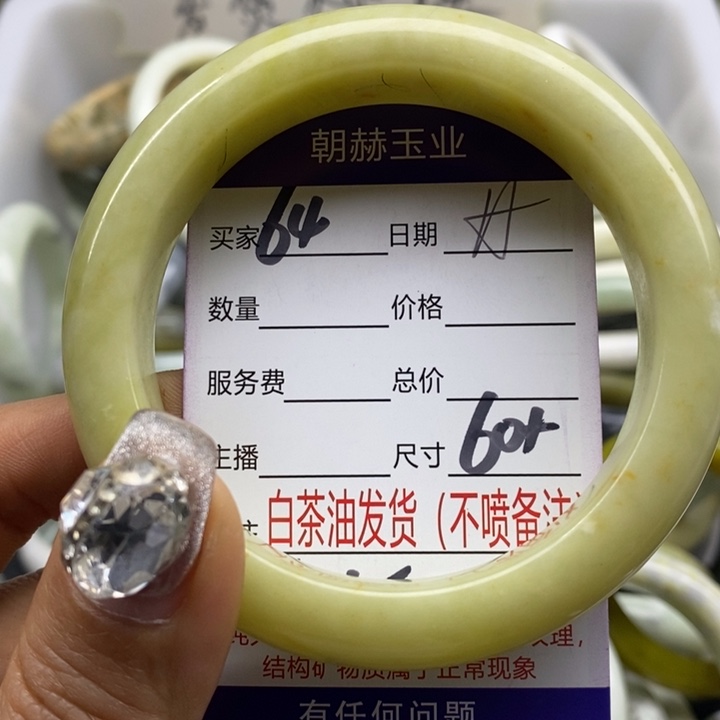 朝赫玉业
买家 64 日期
数量 价格
服务费 总价
主播 尺寸 60+
白茶油发货（不喷备注
理，
结构矿物质属于正常现象
有任何问题